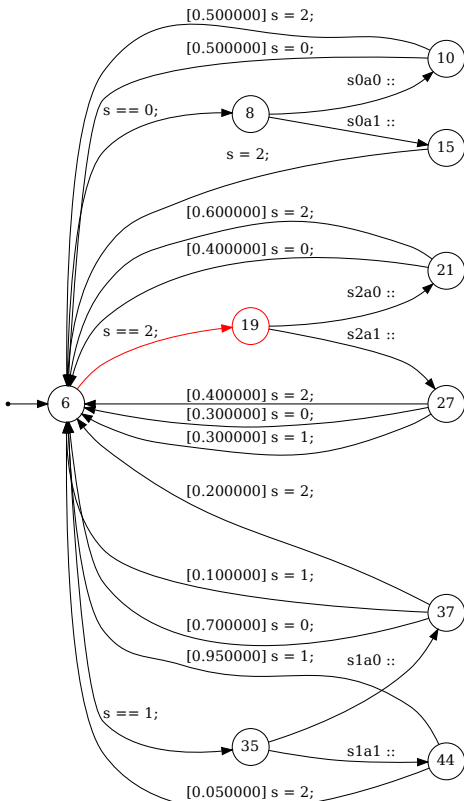 [0.500000] s = 2;
[0.500000] s = 0;
10
s0a0 ::
s == 0;
8
s0a1 ::
15
s = 2;
[0.600000] s = 2;
[0.400000] s = 0;
21
s2a0 ::
s == 2;
19
s2a1 ::
6
[0.400000] s = 2;
27
[0.300000] s = 0;
[0.300000] s = 1;
[0.200000] s = 2;
[0.100000] s = 1;
37
[0.700000] s = 0;
[0.950000] s = 1;
s1a0 ::
s == 1;
35
s1a1 ::
44
[0.050000] s = 2;